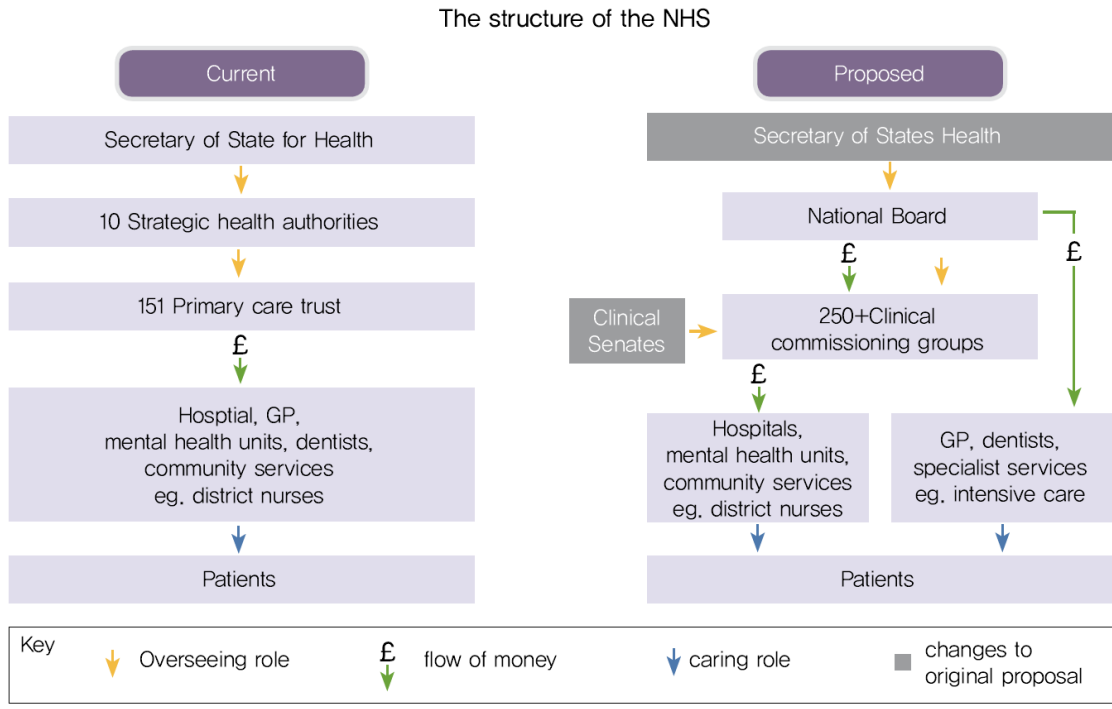 The structure of the NHS
Current
Secretary of State for Health
10 Strategic health authorities
151 Primary care trust
£
Hosptial, GP,
mental health units, dentists,
community services
eg. district nurses
Patients
Proposed
Secretary of States Health
National Board
£
£
Clinical
Senates
250+Clinical
commissioning groups
£
Hospitals,
mental health units,
community services
eg. district nurses
GP, dentists,
specialist services
eg. intensive care
Patients
Key
Overseeing role
£
flow of money
caring role
changes to
original proposal